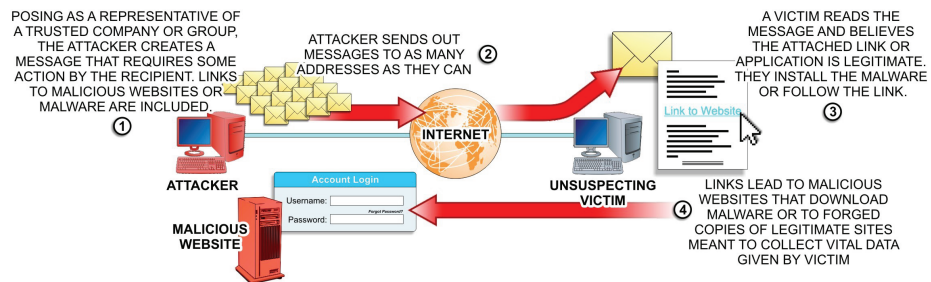 POSING AS A REPRESENTATIVE OF
A TRUSTED COMPANY OR GROUP,
THE ATTACKER CREATES A
MESSAGE THAT REQUIRES SOME
ACTION BY THE RECIPIENT. LINKS
TO MALICIOUS WEBSITES OR
MALWARE ARE INCLUDED.
1
ATTACKER SENDS OUT
MESSAGES TO AS MANY
ADDRESSES AS THEY CAN
2
A VICTIM READS THE
MESSAGE AND BELIEVES
THE ATTACHED LINK OR
APPLICATION IS LEGITIMATE.
THEY INSTALL THE MALWARE
OR FOLLOW THE LINK.
3
Link to Website
INTERNET
ATTACKER
UNSUSPECTING
VICTIM
Account Login
Username:
Forgot Password?
Password:
MALICIOUS
WEBSITE
4
LINKS LEAD TO MALICIOUS
WEBSITES THAT DOWNLOAD
MALWARE OR TO FORGED
COPIES OF LEGITIMATE SITES
MEANT TO COLLECT VITAL DATA
GIVEN BY VICTIM